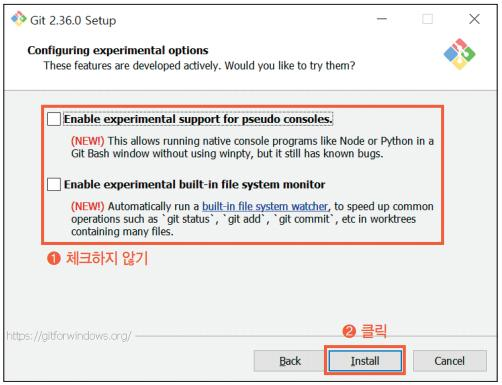 Git 2.36.0 Setup
Configuring experimental options
These features are developed actively. Would you like to try them?
Enable experimental support for pseudo consoles.
(NEW!) This allows running native console programs like Node or Python in a
Git Bash window without using winpty, but it still has known bugs.
Enable experimental built-in file system monitor
(NEW!) Automatically run a built-in file system watcher, to speed up common
operations such as `git status`, `git add`, `git commit`, etc in worktrees
containing many files.
❶ 체크하지 않기
❷ 클릭
https://gitforwindows.org/
Back Install Cancel